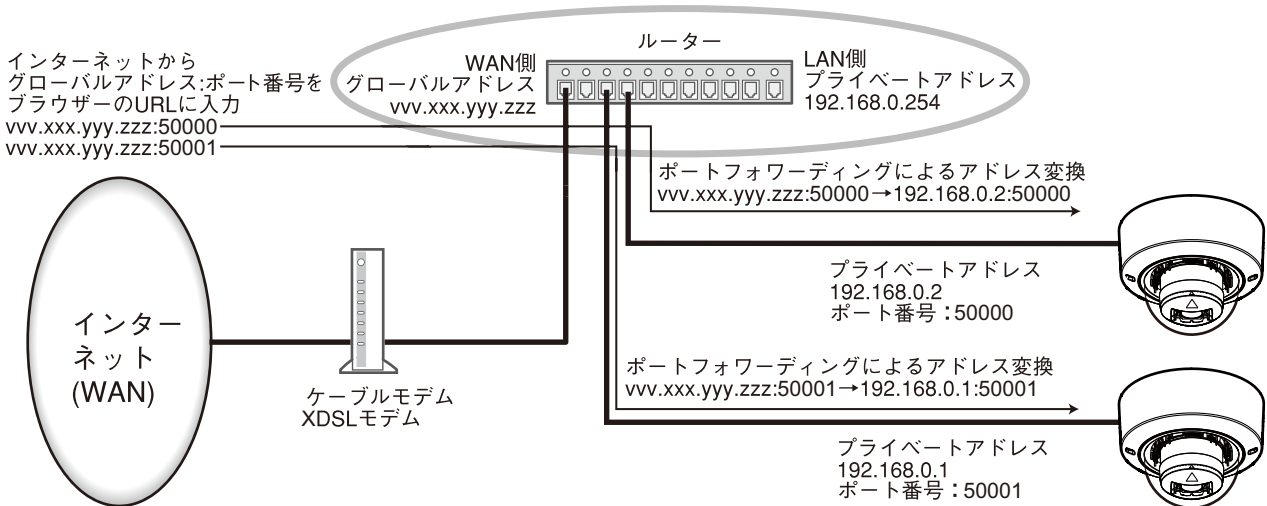 ルーター
インターネットから
グローバルアドレス:ポート番号を
ブラウザーのURLに入力
vvv.xxx.yyy.zzz:50000
vvv.xxx.yyy.zzz:50001
WAN側
グローバルアドレス
vvv.xxx.yyy.zzz
LAN側
プライベートアドレス
192.168.0.254
ポートフォワーディングによるアドレス変換
vvv.xxx.yyy.zzz:50000→192.168.0.2:50000
プライベートアドレス
192.168.0.2
ポート番号：50000
インター
ネット
(WAN)
ケーブルモデム
XDSLモデム
ポートフォワーディングによるアドレス変換
vvv.xxx.yyy.zzz:50001→192.168.0.1:50001
プライベートアドレス
192.168.0.1
ポート番号：50001